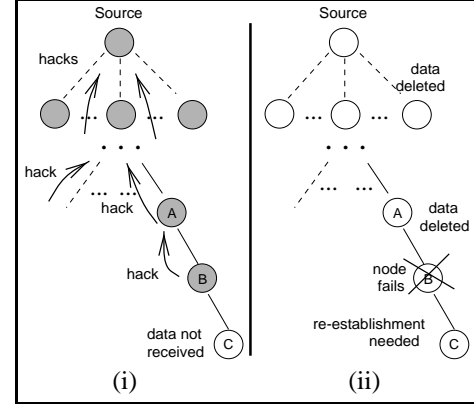 Source
hacks
... ...
. . .
hack
... ...
hack
A
hack
B
data not
received
C
(i)
Source
data
deleted
... ...
. . .
... ...
A
data
deleted
node
fails
B
re-establishment
needed
C
(ii)